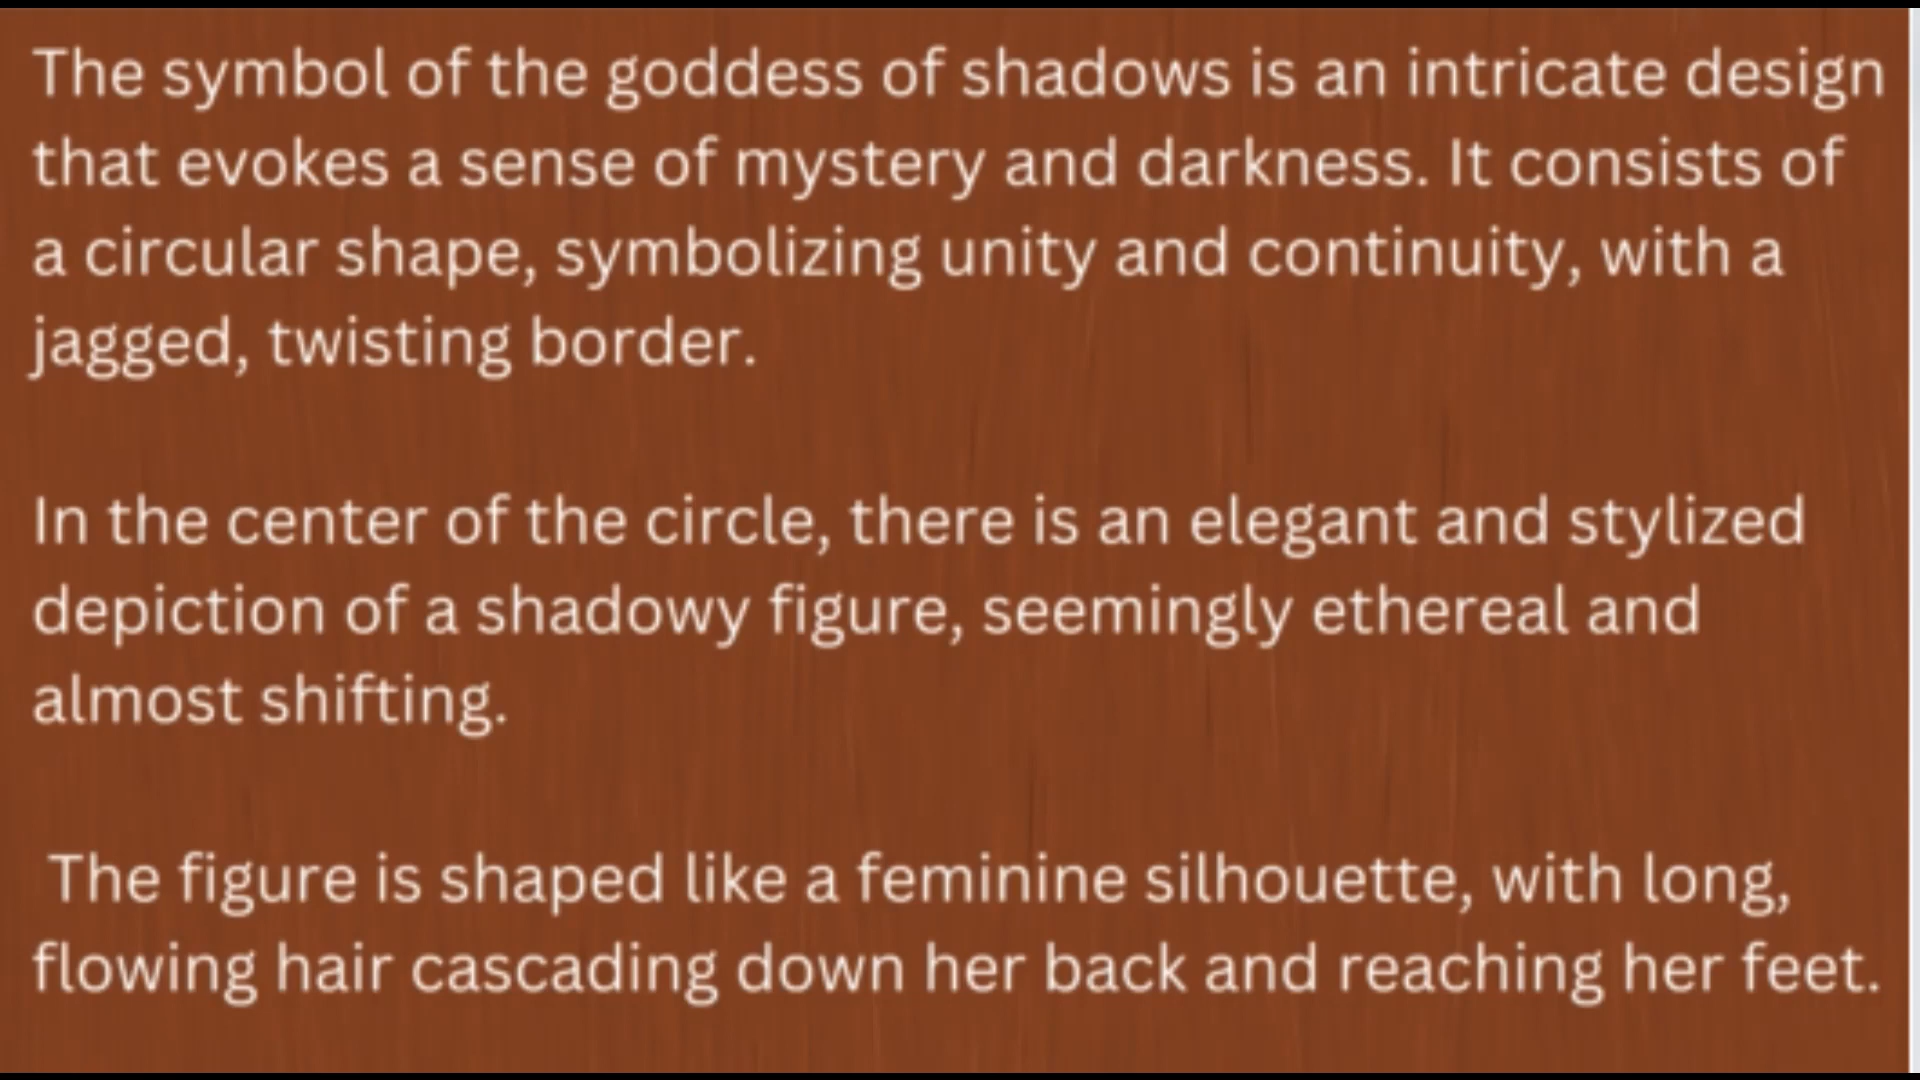 The symbol of the goddess of shadows is an intricate design
that evokes a sense of mystery and darkness. It consists of
a circular shape, symbolizing unity and continuity, with a
jagged, twisting border.
In the center of the circle, there is an elegant and stylized
depiction of a shadowy figure, seemingly ethereal and
almost shifting.
The figure is shaped like a feminine silhouette, with long,
flowing hair cascading down her back and reaching her feet.